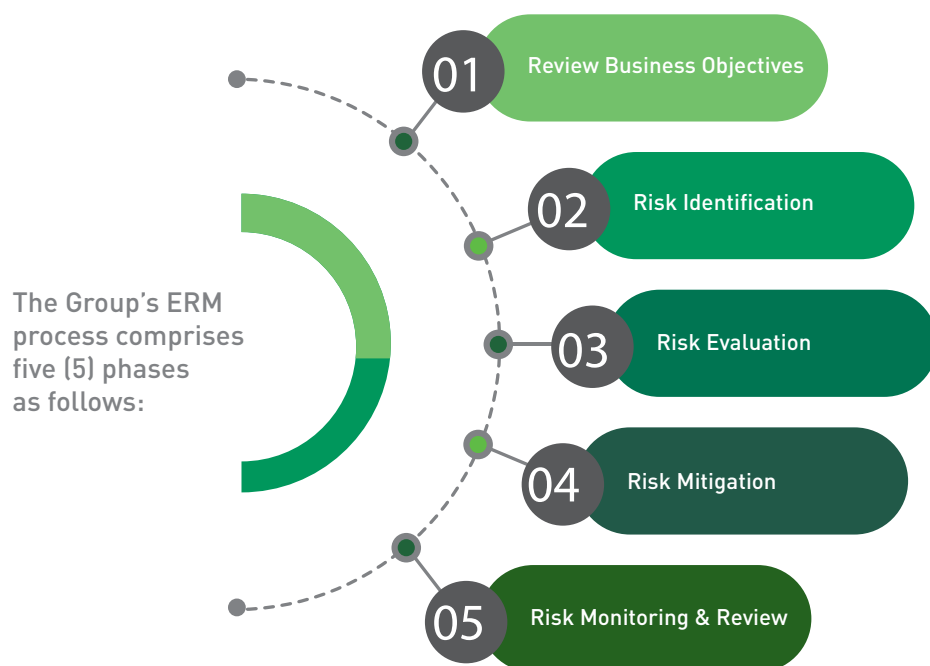 01
Review Business Objectives
02
Risk Identification
The Group’s ERM
process comprises
five (5) phases
as follows:
03
Risk Evaluation
04
Risk Mitigation
05
Risk Monitoring & Review